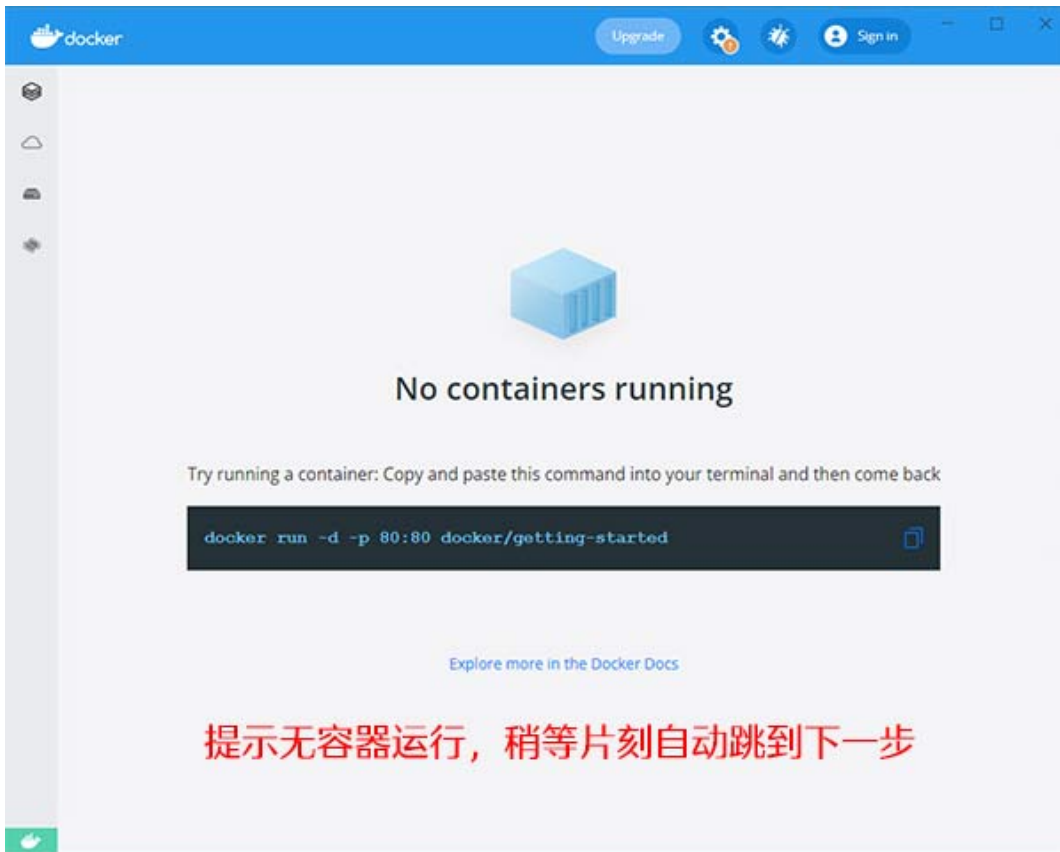 docker
Upgrade
Sign in
No containers running
Try running a container: Copy and paste this command into your terminal and then come back
docker run -d -p 80:80 docker/getting-started
Explore more in the Docker Docs
提示无容器运行，稍等片刻自动跳到下一步